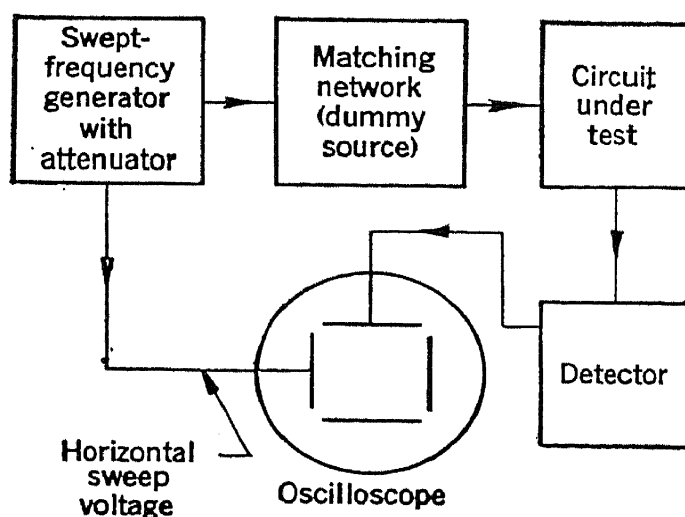 Swept-
frequency
generator
with
attenuator
Matching
network
(dummy
source)
Circuit
under
test
Detector
Horizontal
sweep
voltage
Oscilloscope